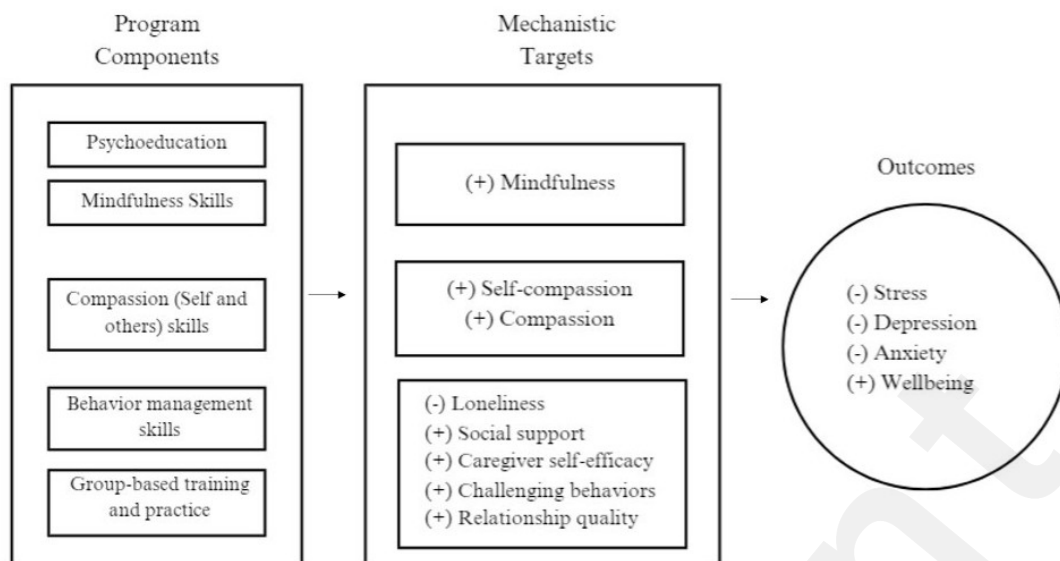 Program
Components
Psychoeducation
Mindfulness Skills
Compassion (Self and
others) skills
Behavior management
skills
Group-based training
and practice
Mechanistic
Targets
(+) Mindfulness
(+) Self-compassion
(+) Compassion
(-) Loneliness
(+) Social support
(+) Caregiver self-efficacy
(+) Challenging behaviors
(+) Relationship quality
Outcomes
(-) Stress
(-) Depression
(-) Anxiety
(+) Wellbeing